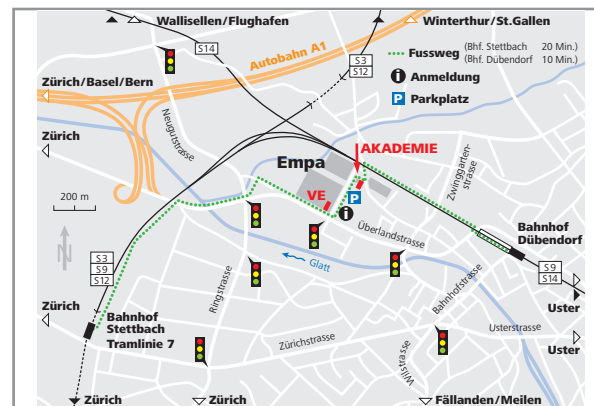 Wallisellen/Flughafen
Winterthur/St.Gallen
S14
Autobahn A1
S3
S12
Fussweg
(Bhf. Stettbach 20 Min.)
(Bhf. Dübendorf 10 Min.)
Anmeldung
P Parkplatz
Zürich/Basel/Bern
Neugutstrasse
Zürich
Empa
AKADEMIE
Zwinggarten-
strasse
200 m
VE
P
i
Überlandstrasse
Bahnhof
Dübendorf
N
S3
S9
S12
Glatt
S9
S14
Ringstrasse
Bahnhofstrasse
Zürich
Uster
Bahnhof
Stettbach
Tramlinie 7
Zürichstrasse
Usterstrasse
Uster
Wilstrasse
Zürich
Zürich
Fällanden/Meilen